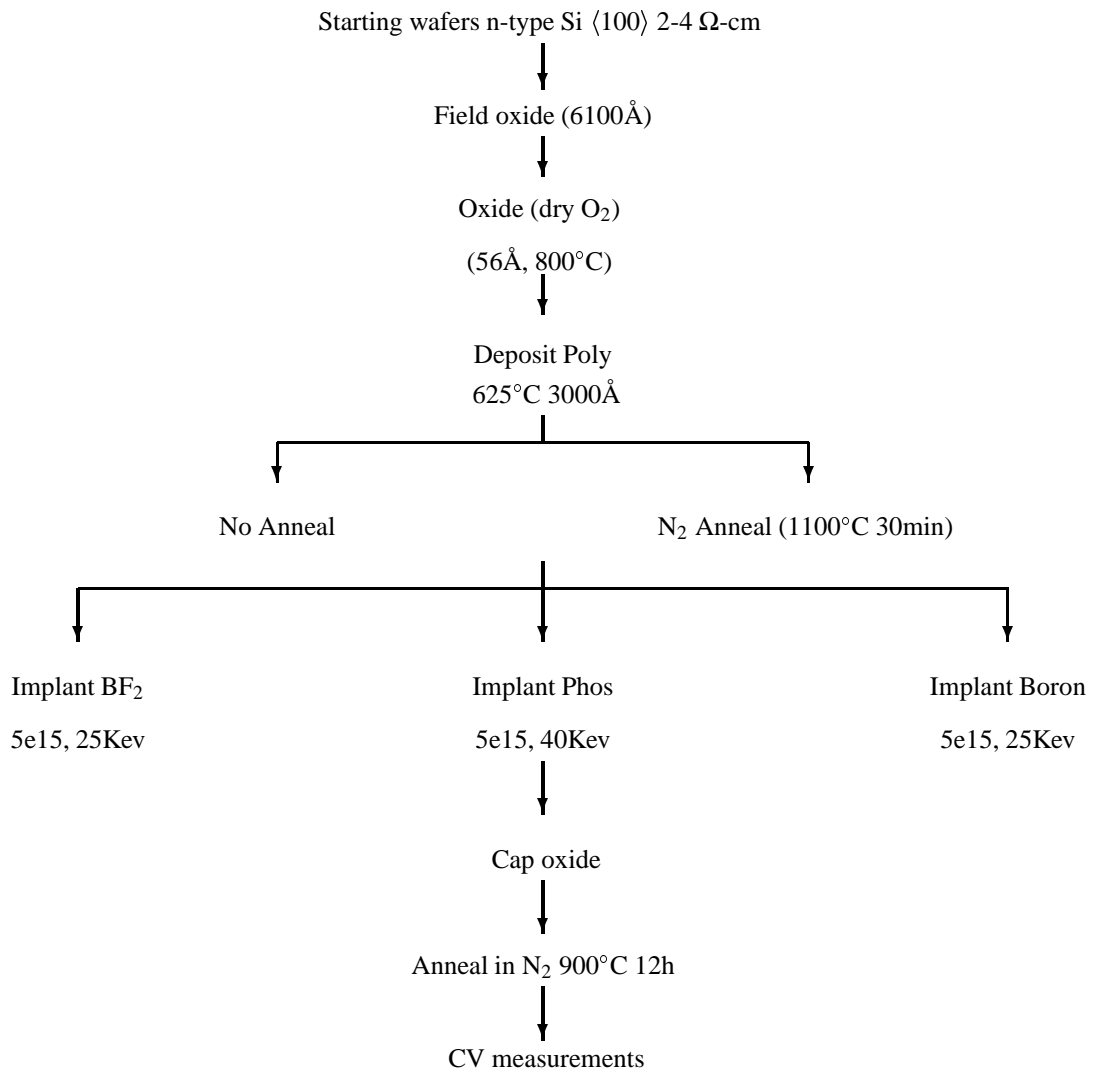 Starting wafers n-type Si ⟨100⟩ 2-4 Ω-cm
Field oxide (6100Å)
Oxide (dry O₂)
(56Å, 800°C)
Deposit Poly
625°C 3000Å
No Anneal
N₂ Anneal (1100°C 30min)
Implant BF₂
5e15, 25Kev
Implant Phos
5e15, 40Kev
Implant Boron
5e15, 25Kev
Cap oxide
Anneal in N₂ 900°C 12h
CV measurements